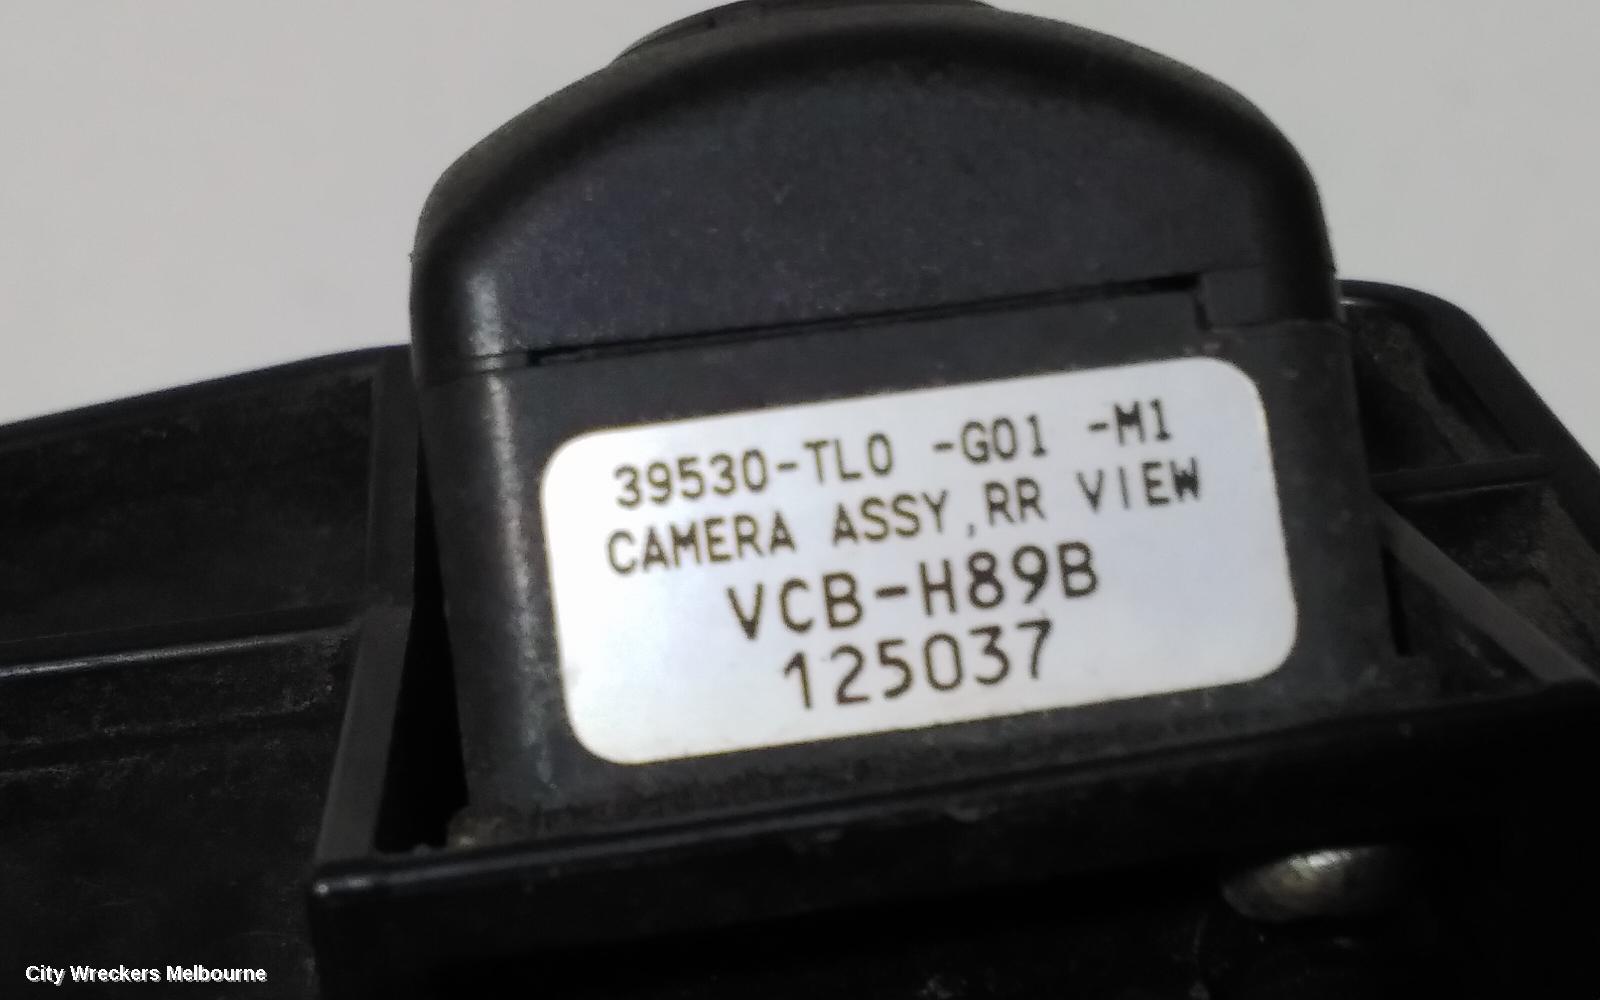 39530-TL0 -G01 -M1
CAMERA ASSY,RR VIEW
VCB-H89B
125037
City Wreckers Melbourne